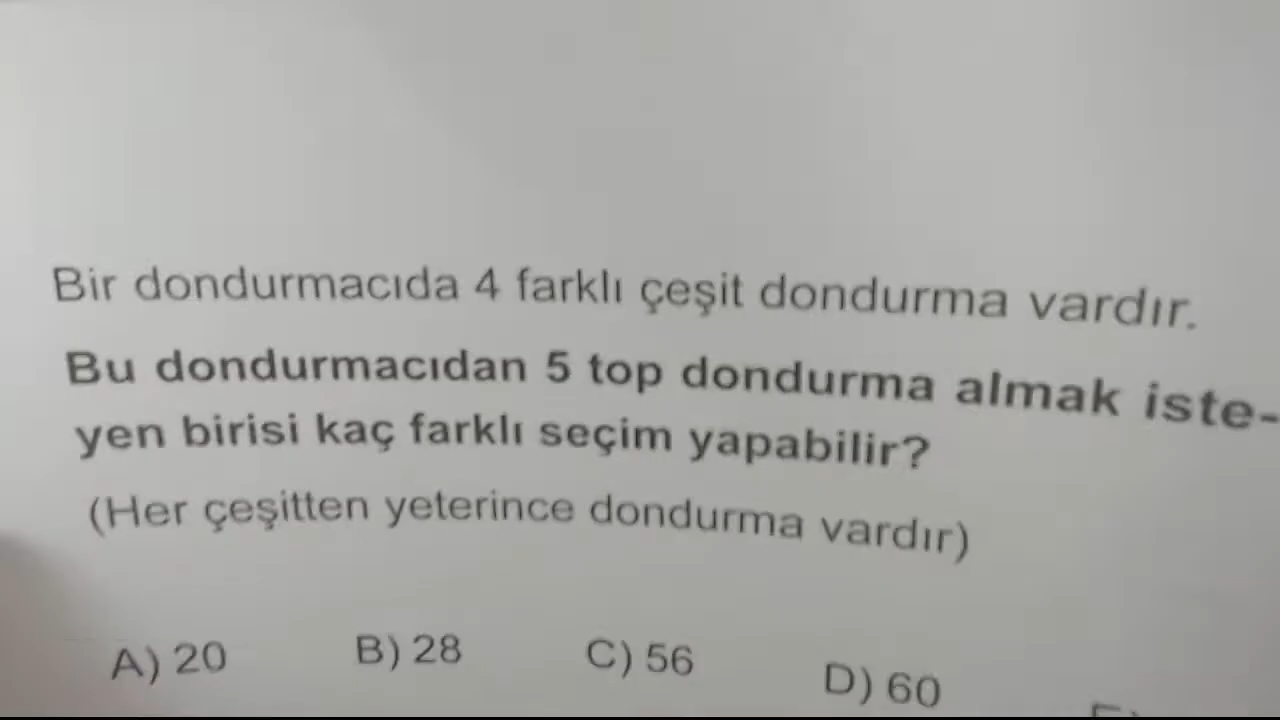 Bir dondurmacıda 4 farklı çeşit dondurma vardır.
Bu dondurmacıdan 5 top dondurma almak iste-
yen birisi kaç farklı seçim yapabilir?
(Her çeşitten yeterince dondurma vardır)
A) 20 B) 28 C) 56 D) 60